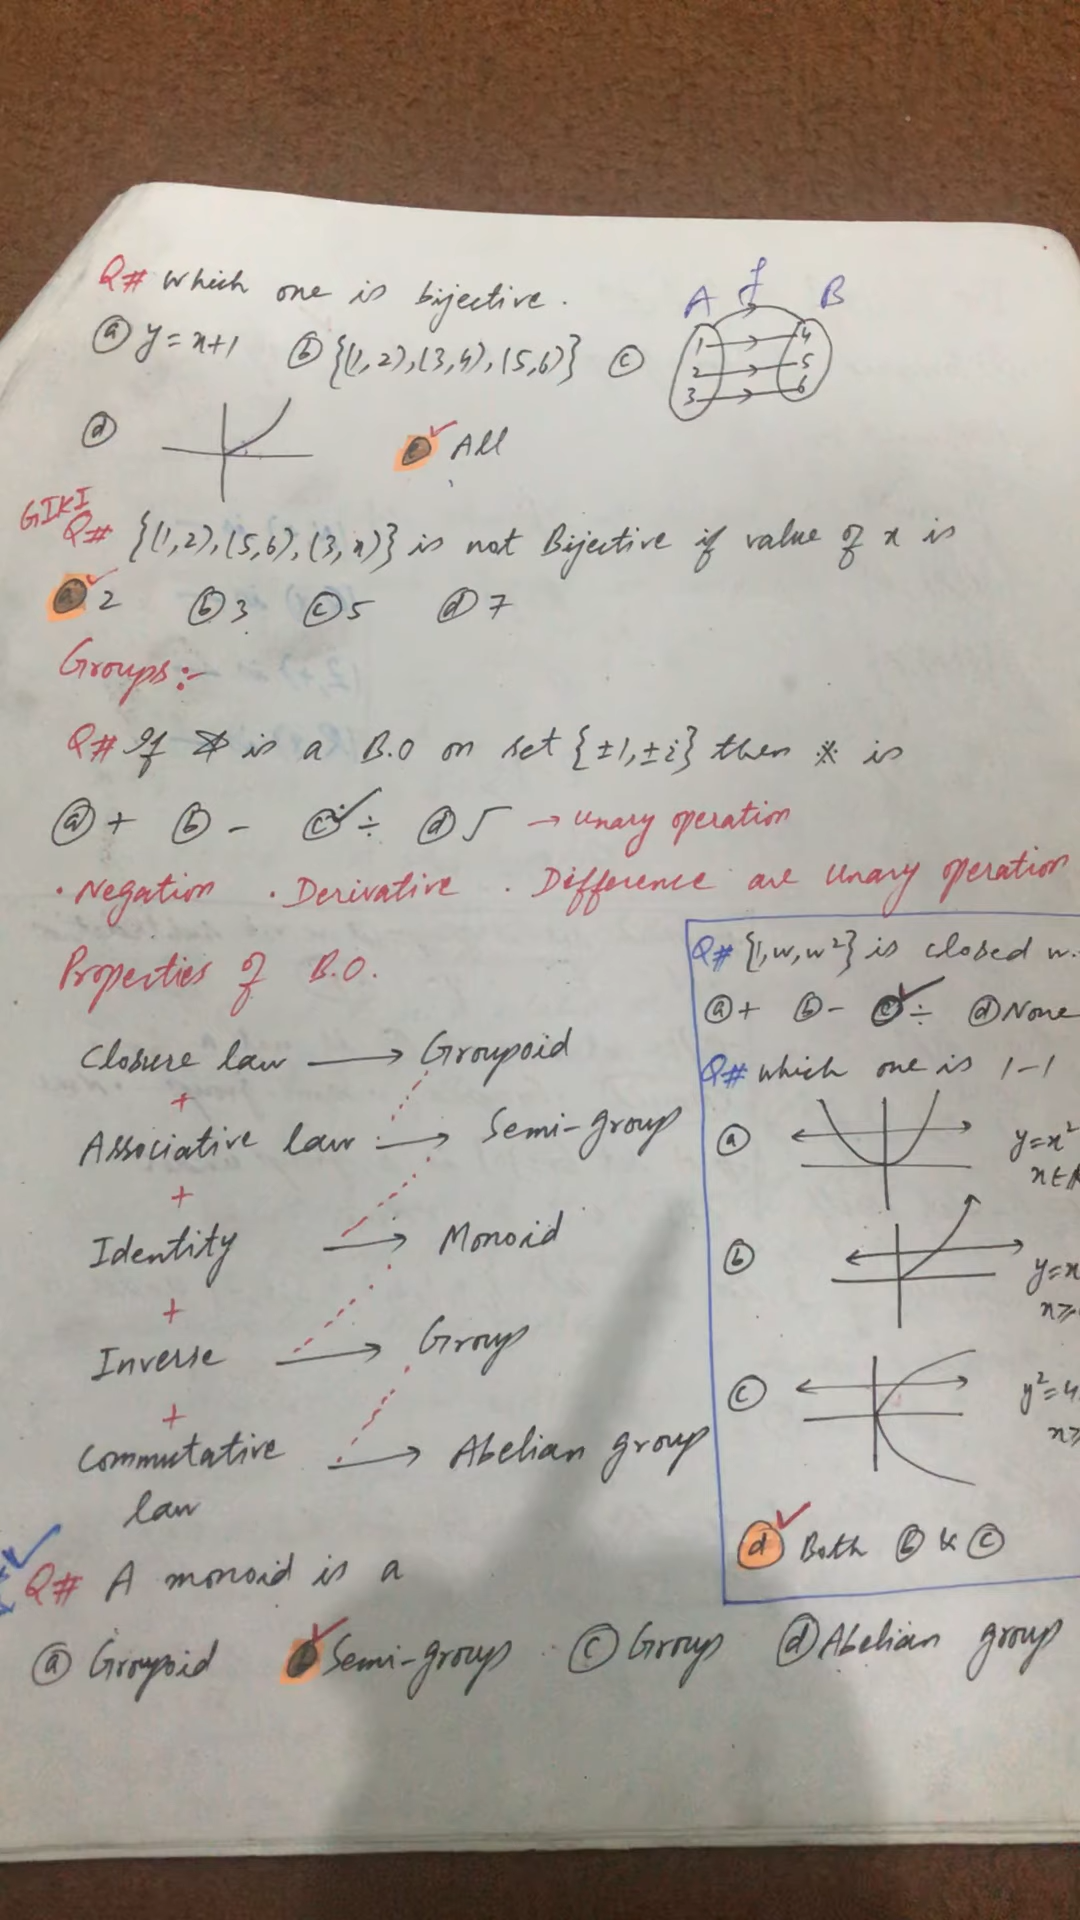 Q# Which one is bijective.
ⓐ y = x+1 ⓑ {(1,2),(3,4),(5,6)} ⓒ
A f B
1 4
2 5
3 6
ⓓ All
GIKI
Q# {(1,2),(5,6),(3,x)} is not Bijective if value of x is
ⓐ 2 ⓑ 3 ⓒ 5 ⓓ 7
Groups:-
Q# If * is a B.O on set {±1,±i} then * is
ⓐ + ⓑ - ⓒ ÷ ⓓ √ → unary operation
• Negation • Derivative • Difference are unary operation
Properties of B.O.
Closure law → Groupoid
+
Associative law → Semi-group
+
Identity → Monoid
+
Inverse → Group
+
Commutative → Abelian group
law
Q# {1,w,w²} is closed w.
ⓐ + ⓑ - ⓒ ÷ ⓓ None
Q# which one is 1-1
ⓐ y=x²
x∈
ⓑ y=x
x≥
ⓒ y²=4
x≥
ⓓ Both ⓑ & ⓒ
Q# A monoid is a
ⓐ Groupoid ⓑ Semi-group ⓒ Group ⓓ Abelian group